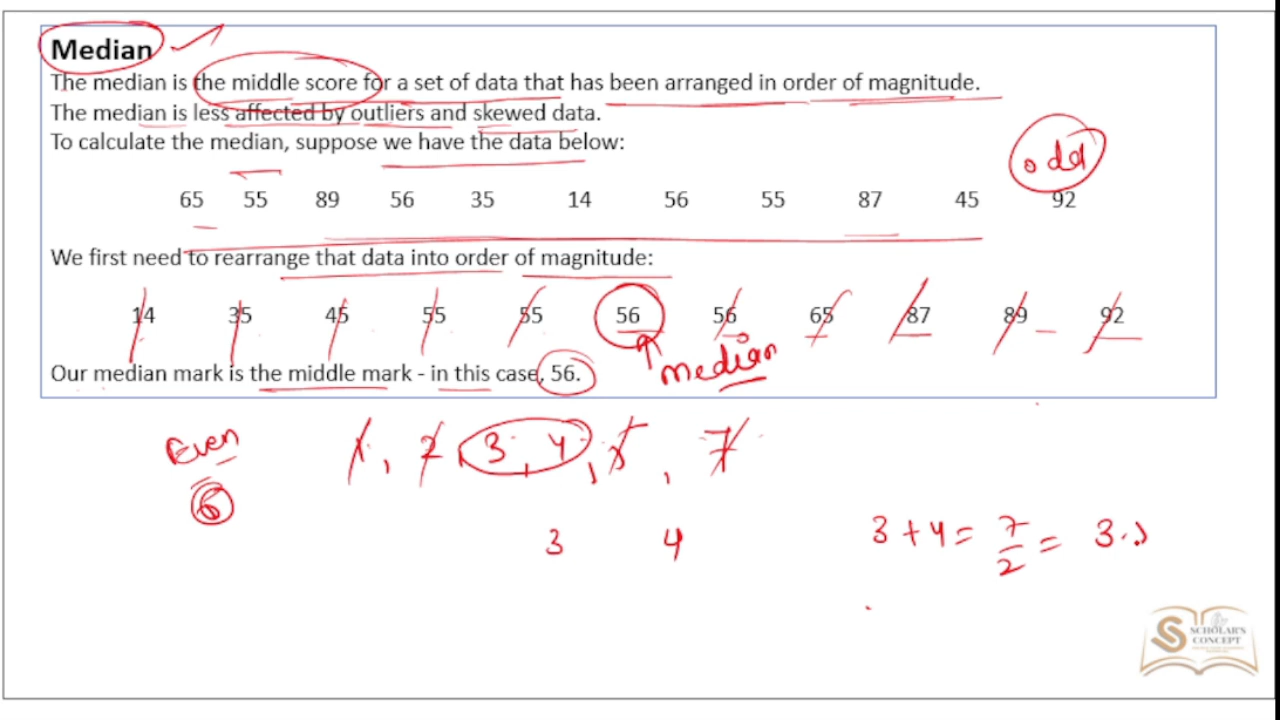 Median
The median is the middle score for a set of data that has been arranged in order of magnitude.
The median is less affected by outliers and skewed data.
To calculate the median, suppose we have the data below:
odd
65 55 89 56 35 14 56 55 87 45 92
We first need to rearrange that data into order of magnitude:
14 35 45 55 55 56 56 65 87 89 92
median
Our median mark is the middle mark - in this case, 56.
Even
1, 2, 3, 4, 5, 7
6
3 4
3 + 4 = 7/2 = 3.5
SCHOLAR'S
CONCEPT